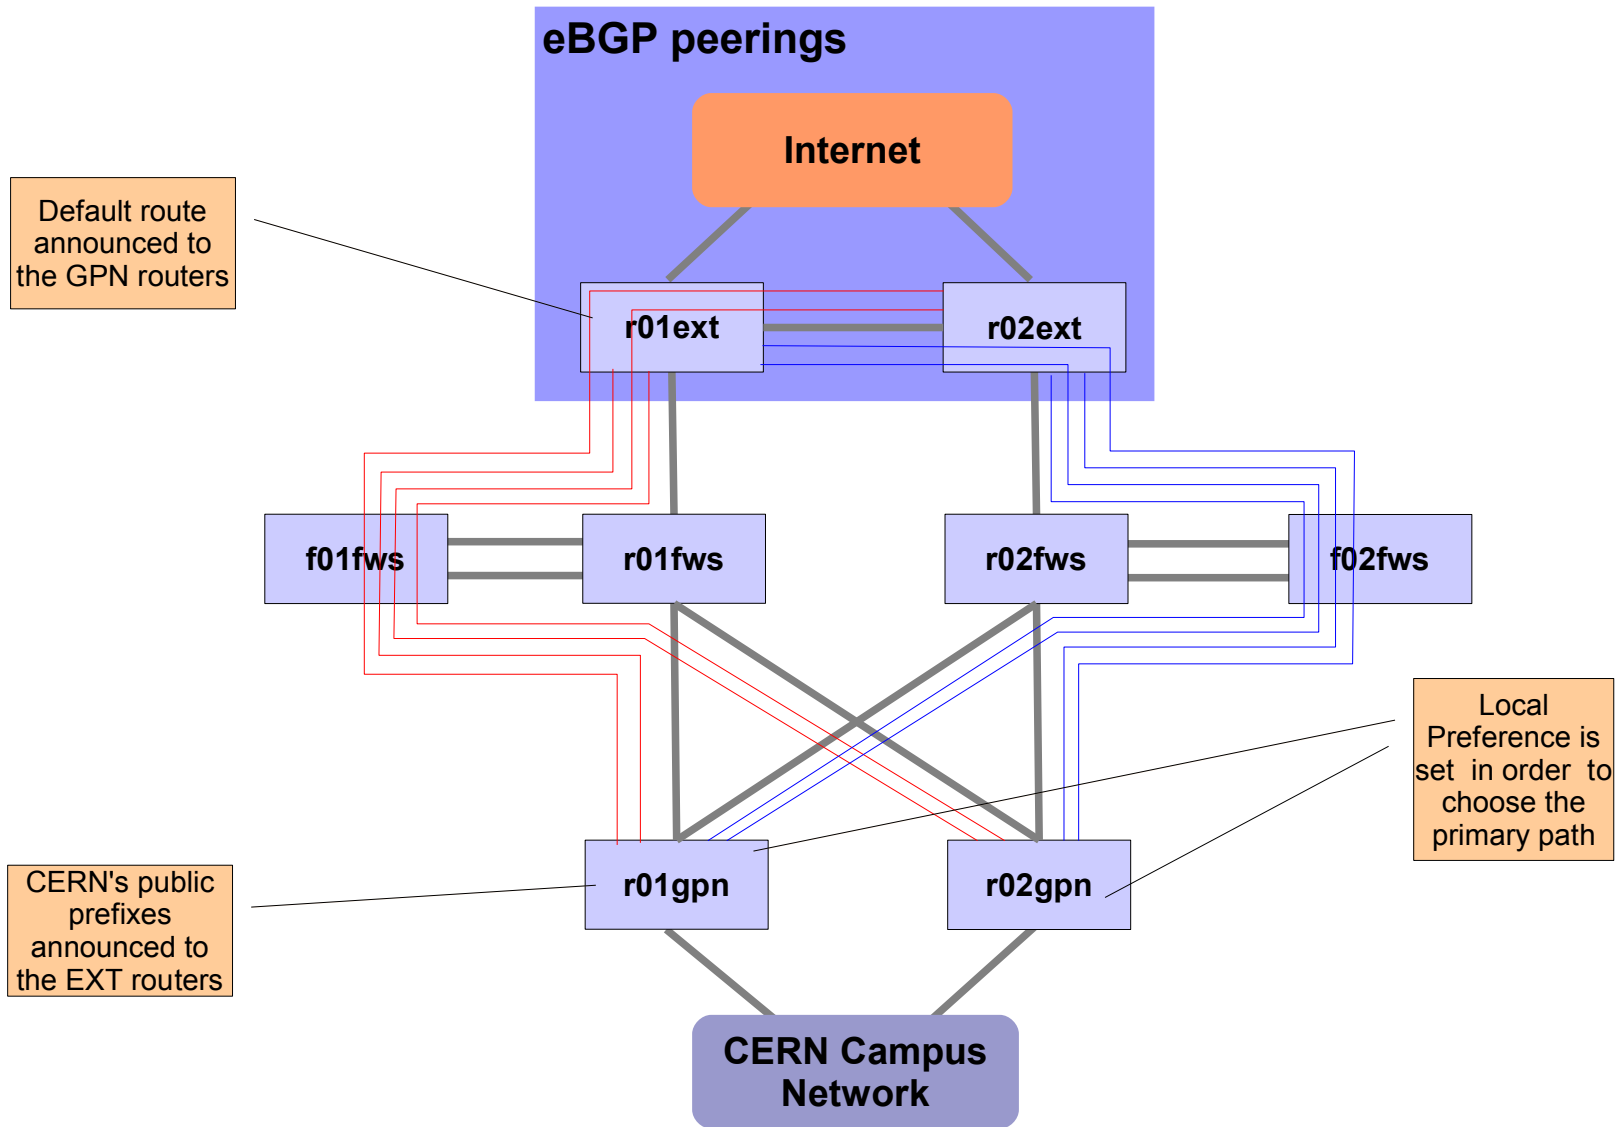 eBGP peerings
Internet
Default route
announced to
the GPN routers
r01ext
r02ext
f01fws
r01fws
r02fws
f02fws
Local
Preference is
set in order to
choose the
primary path
r01gpn
r02gpn
CERN's public
prefixes
announced to
the EXT routers
CERN Campus
Network